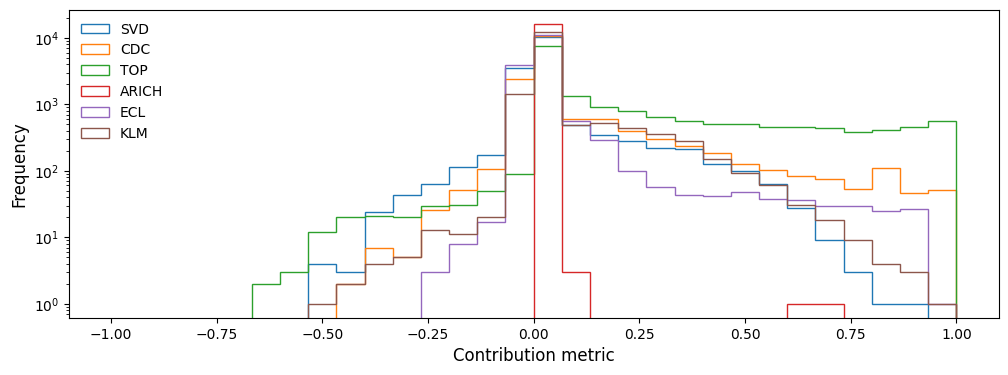 SVD
CDC
TOP
ARICH
ECL
KLM
Frequency
10⁴
10³
10²
10¹
10⁰
−1.00 −0.75 −0.50 −0.25 0.00 0.25 0.50 0.75 1.00
Contribution metric